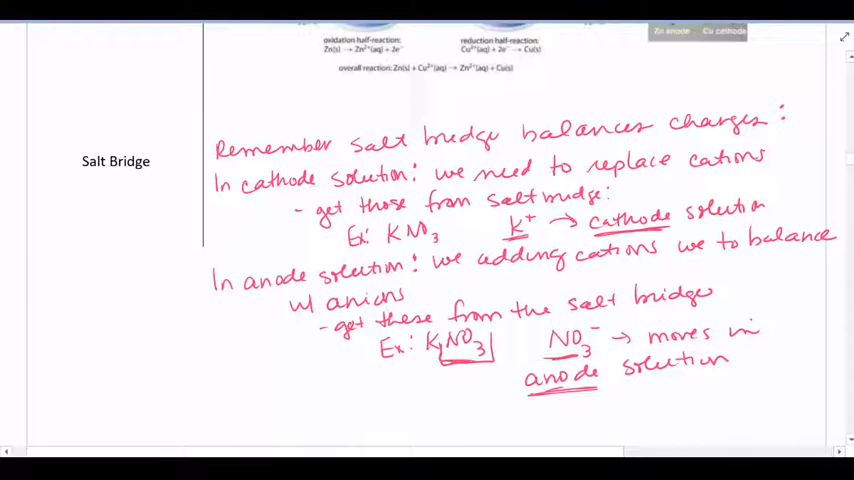 Zn anode Cu cathode
oxidation half-reaction: reduction half-reaction:
Zn(s) → Zn²⁺(aq) + 2e⁻ Cu²⁺(aq) + 2e⁻ → Cu(s)
overall reaction: Zn(s) + Cu²⁺(aq) → Zn²⁺(aq) + Cu(s)
Salt Bridge
Remember salt bridge balances charges:
In cathode solution: we need to replace cations
- get those from salt bridge:
Ex: KNO₃ K⁺ → cathode solution
In anode solution: we adding cations we to balance
w/ anions
- get these from the salt bridge
Ex: KNO₃ NO₃⁻ → moves in
anode solution